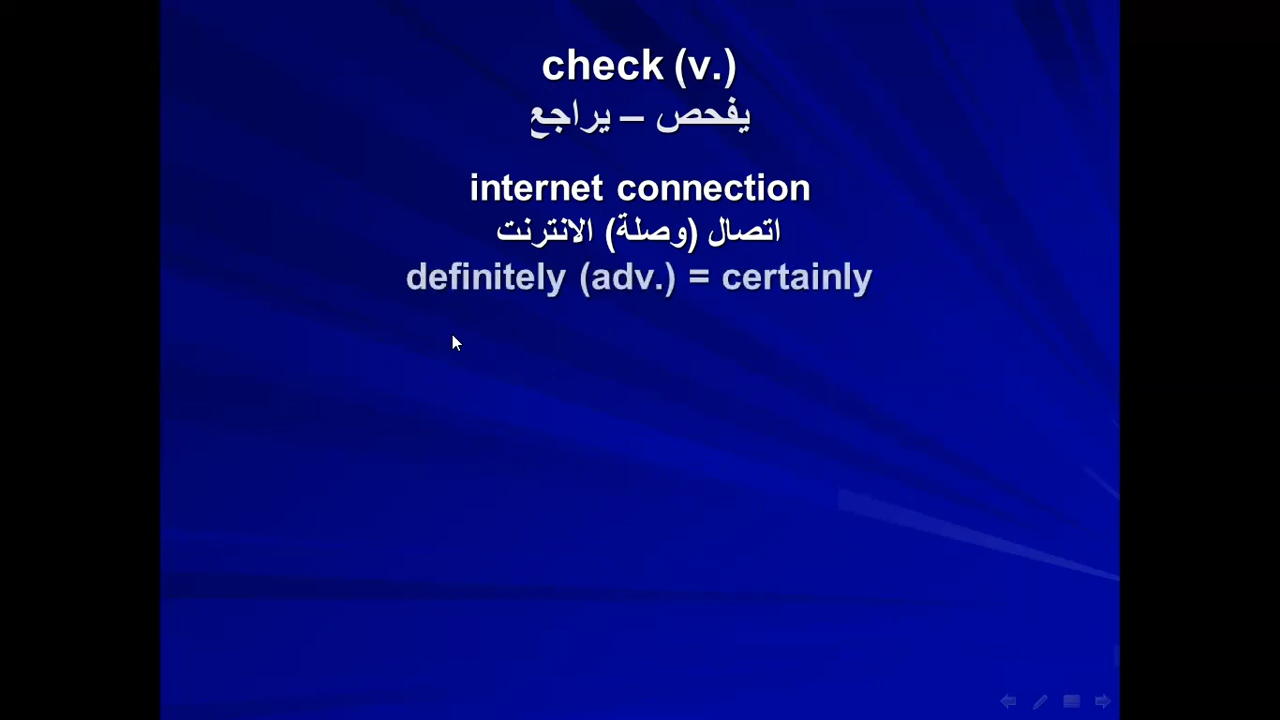 check (v.)
يفحص – يراجع
internet connection
اتصال (وصلة) الانترنت
definitely (adv.) = certainly